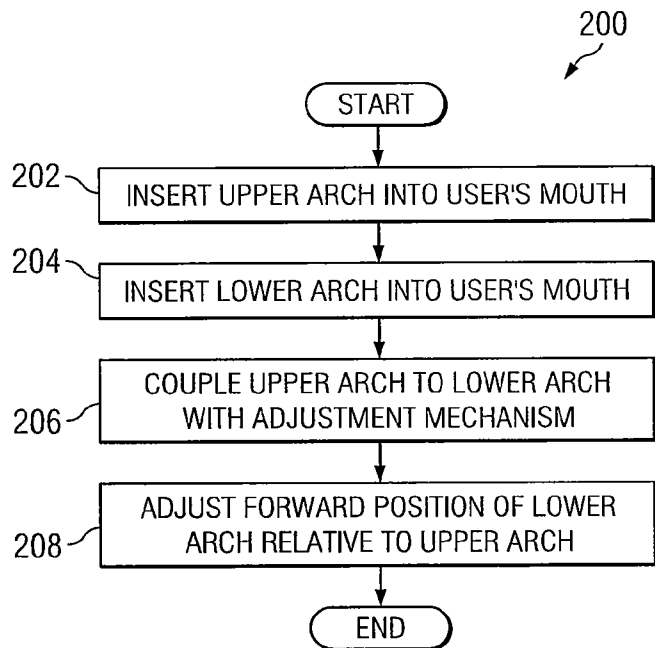 200
START
202
INSERT UPPER ARCH INTO USER'S MOUTH
204
INSERT LOWER ARCH INTO USER'S MOUTH
206
COUPLE UPPER ARCH TO LOWER ARCH
WITH ADJUSTMENT MECHANISM
208
ADJUST FORWARD POSITION OF LOWER
ARCH RELATIVE TO UPPER ARCH
END